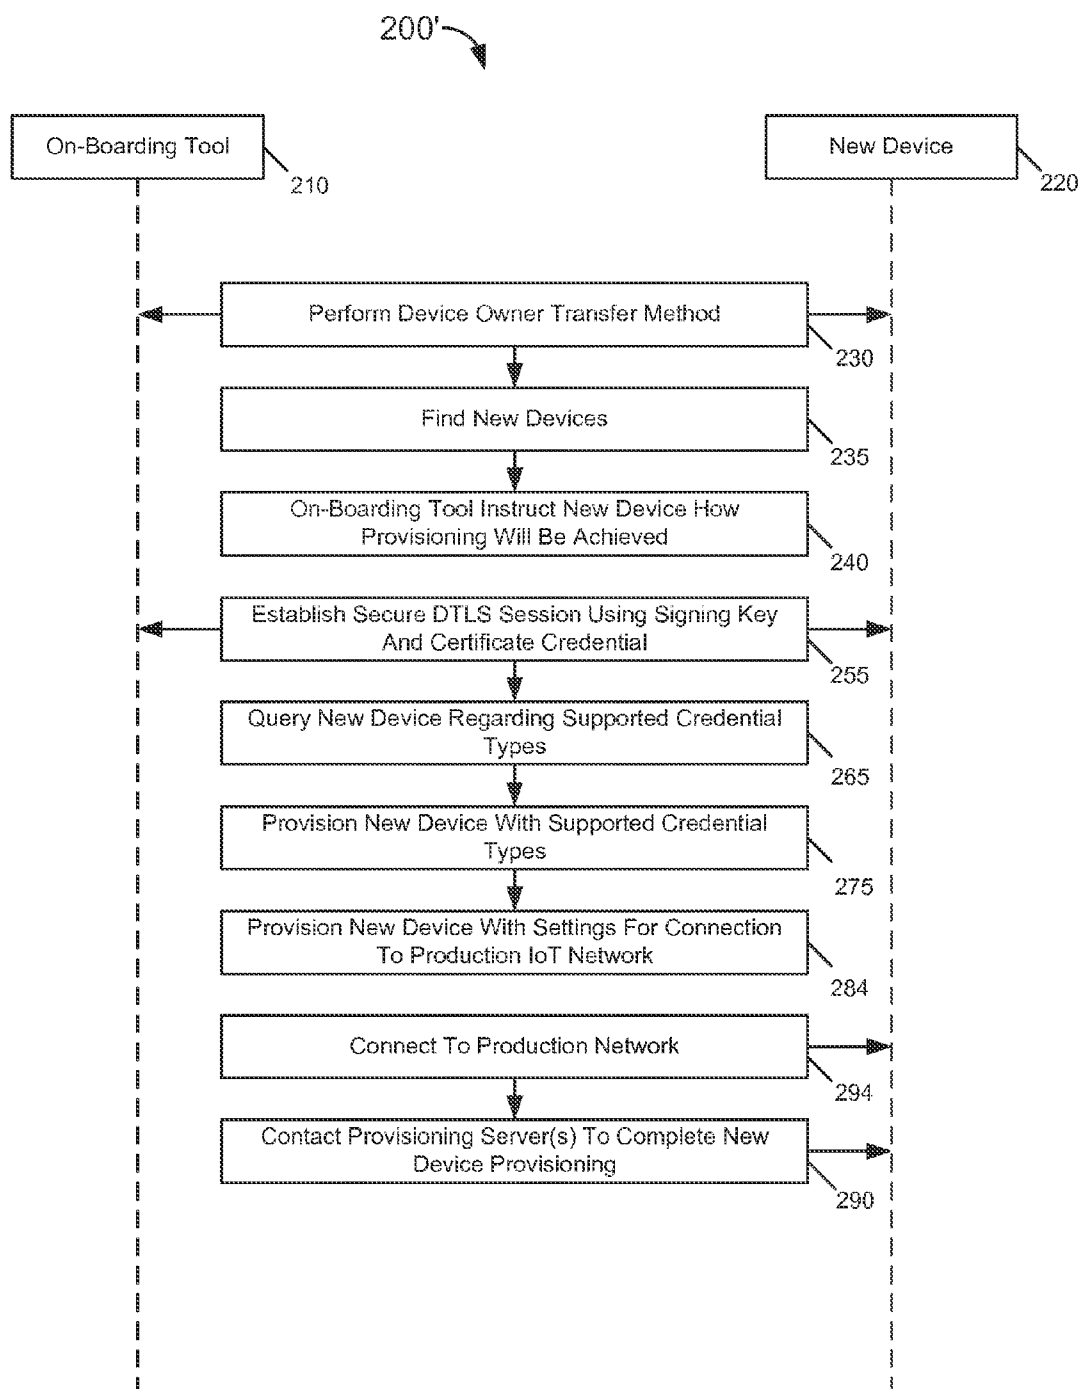 200'
On-Boarding Tool
210
New Device
220
Perform Device Owner Transfer Method
230
Find New Devices
235
On-Boarding Tool Instruct New Device How
Provisioning Will Be Achieved
240
Establish Secure DTLS Session Using Signing Key
And Certificate Credential
255
Query New Device Regarding Supported Credential
Types
265
Provision New Device With Supported Credential
Types
275
Provision New Device With Settings For Connection
To Production IoT Network
284
Connect To Production Network
294
Contact Provisioning Server(s) To Complete New
Device Provisioning
290